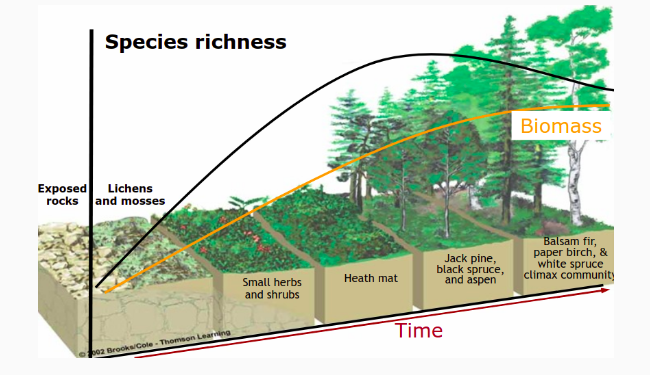 Species richness
Biomass
Exposed
rocks
Lichens
and mosses
Small herbs
and shrubs
Heath mat
Jack pine,
black spruce,
and aspen
Balsam fir,
paper birch, &
white spruce
climax community
Time
© 2002 Brooks/Cole - Thomson Learning